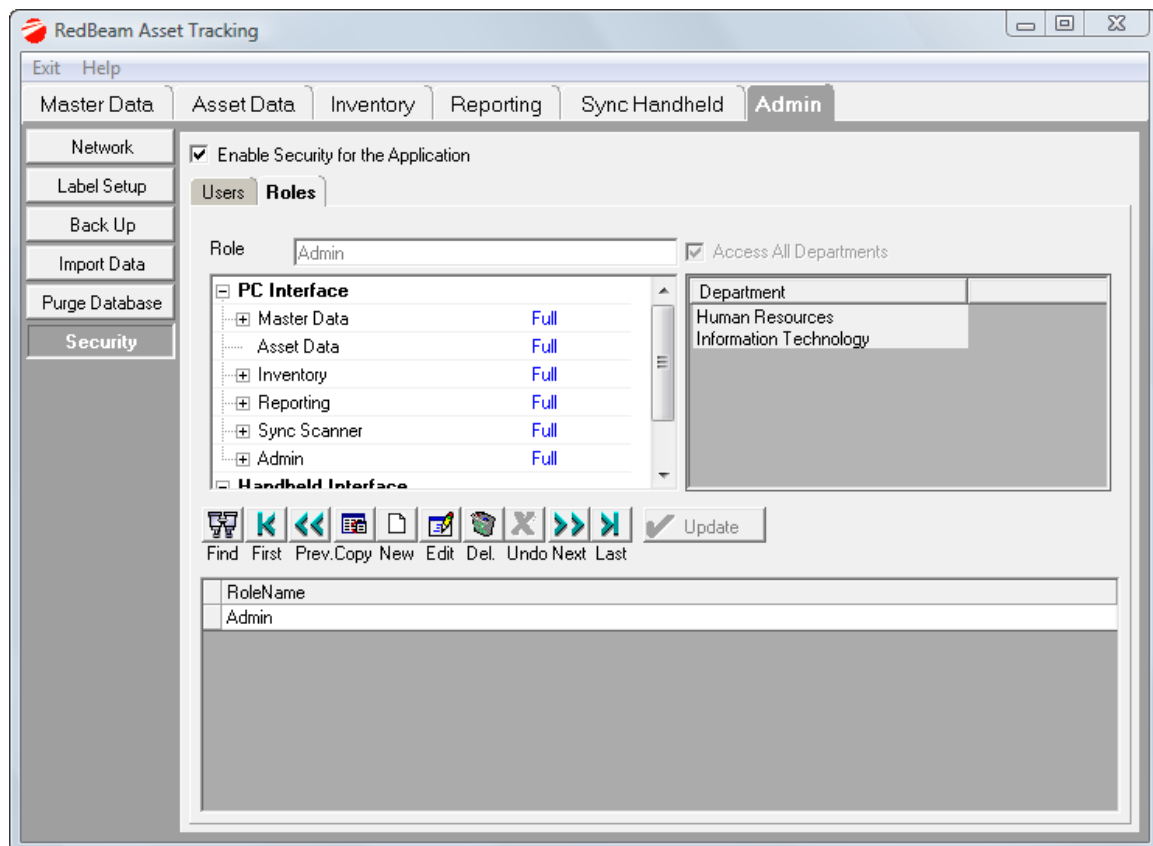 RedBeam Asset Tracking
Exit Help
Master Data Asset Data Inventory Reporting Sync Handheld Admin
Network
Label Setup
Back Up
Import Data
Purge Database
Security
Enable Security for the Application
Users Roles
Role Admin Access All Departments
PC Interface
Master Data Full
Asset Data Full
Inventory Full
Reporting Full
Sync Scanner Full
Admin Full
Handheld Interface
Department
Human Resources
Information Technology
Update
Find First Prev. Copy New Edit Del. Undo Next Last
RoleName
Admin